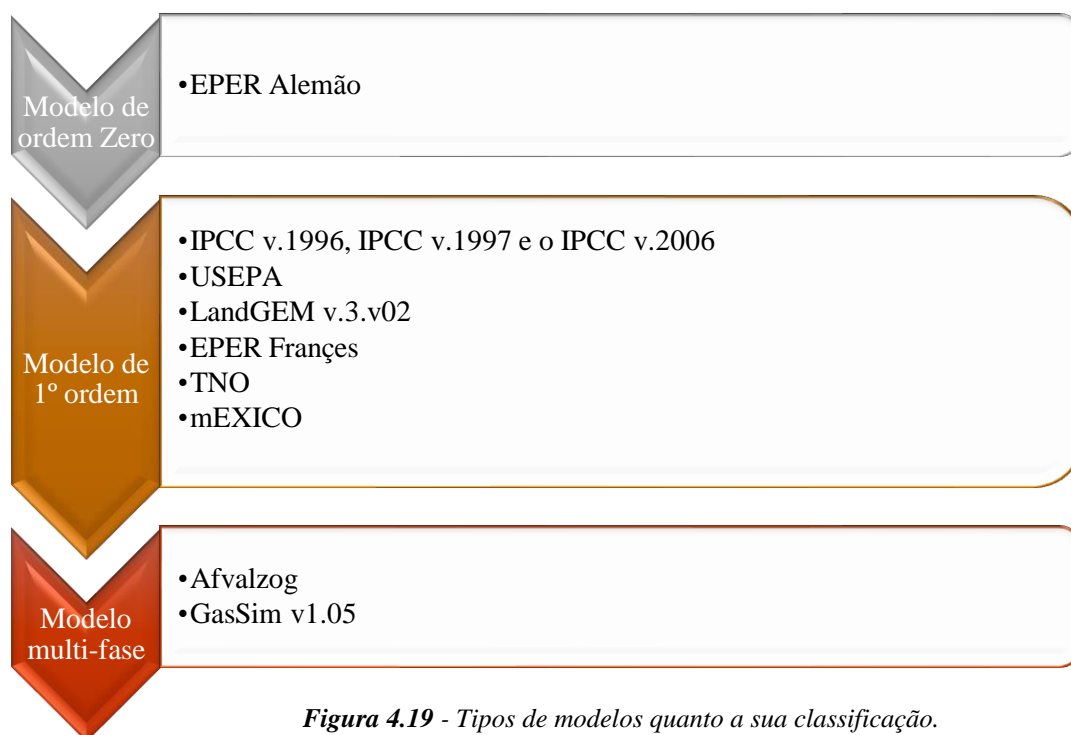 Modelo de
ordem Zero
•EPER Alemão
Modelo de
1º ordem
•IPCC v.1996, IPCC v.1997 e o IPCC v.2006
•USEPA
•LandGEM v.3.v02
•EPER Françes
•TNO
•mEXICO
Modelo
multi-fase
•Afvalzog
•GasSim v1.05
Figura 4.19 - Tipos de modelos quanto a sua classificação.